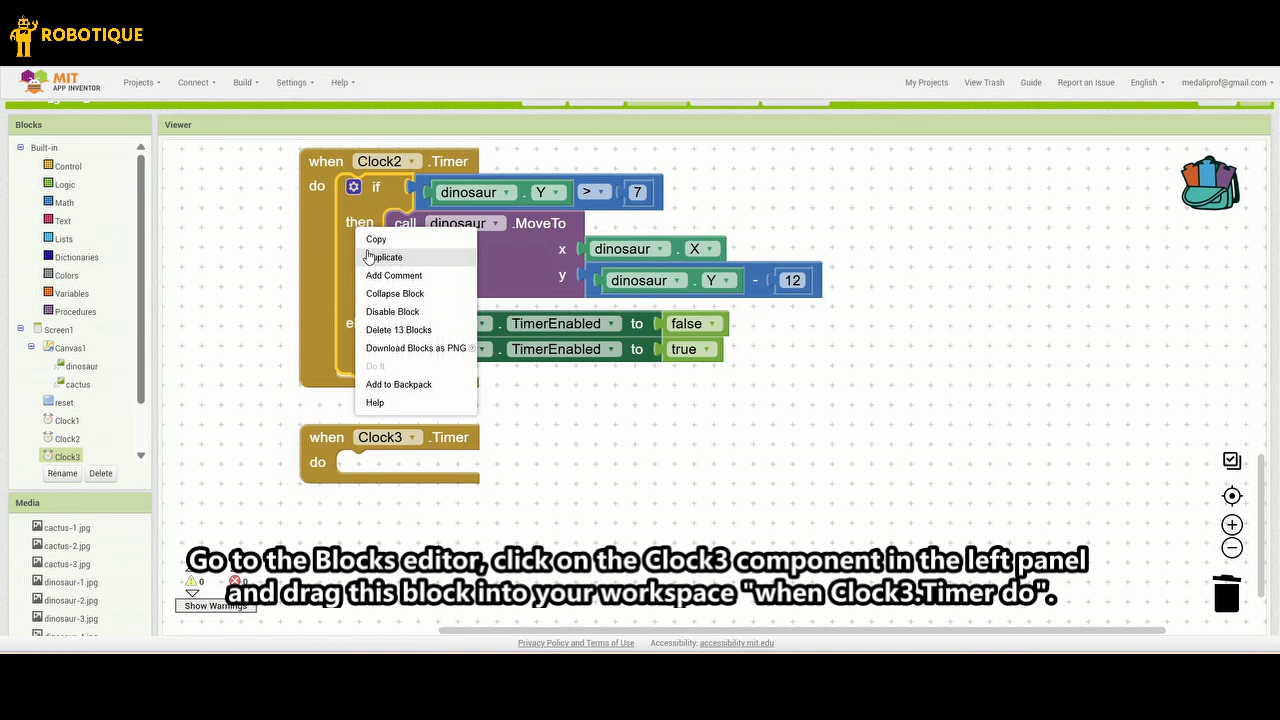 ROBOTIQUE
MIT
APP INVENTOR
Projects
Connect
Build
Settings
Help
My Projects
View Trash
Guide
Report an Issue
English
medaliprof@gmail.com
Blocks
Viewer
Built-in
Control
Logic
Math
Text
Lists
Dictionaries
Colors
Variables
Procedures
Screen1
Canvas1
dinosaur
cactus
reset
Clock1
Clock2
Clock3
Rename
Delete
Media
cactus-1.jpg
cactus-2.jpg
cactus-3.jpg
dinosaur-1.jpg
dinosaur-2.jpg
dinosaur-3.jpg
when Clock2 .Timer
do if dinosaur . Y > 7
then call dinosaur .MoveTo
x dinosaur . X
y dinosaur . Y - 12
. TimerEnabled to false
. TimerEnabled to true
Copy
Duplicate
Add Comment
Collapse Block
Disable Block
Delete 13 Blocks
Download Blocks as PNG ?
Do It
Add to Backpack
Help
when Clock3 .Timer
do
Go to the Blocks editor, click on the Clock3 component in the left panel
and drag this block into your workspace "when Clock3.Timer do".
0 0
Show Warnings
Privacy Policy and Terms of Use
Accessibility: accessibility.mit.edu